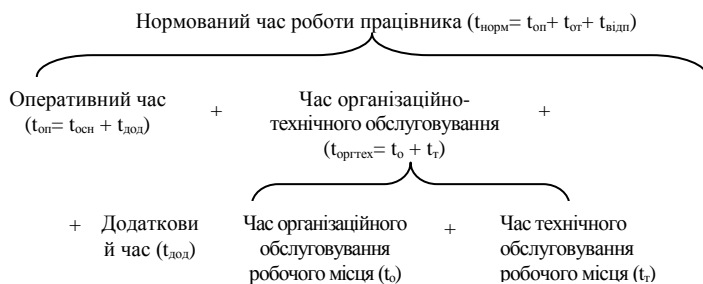 Нормований час роботи працівника (tнорм= tоп+ tот+ tвідп)
Оперативний час + Час організаційно- +
(tоп= tосн + tдод) технічного обслуговування
(tоргтех= tо + tт)
+ Додаткови Час організаційного + Час технічного
й час (tдод) обслуговування обслуговування
робочого місця (tо) робочого місця (tт)